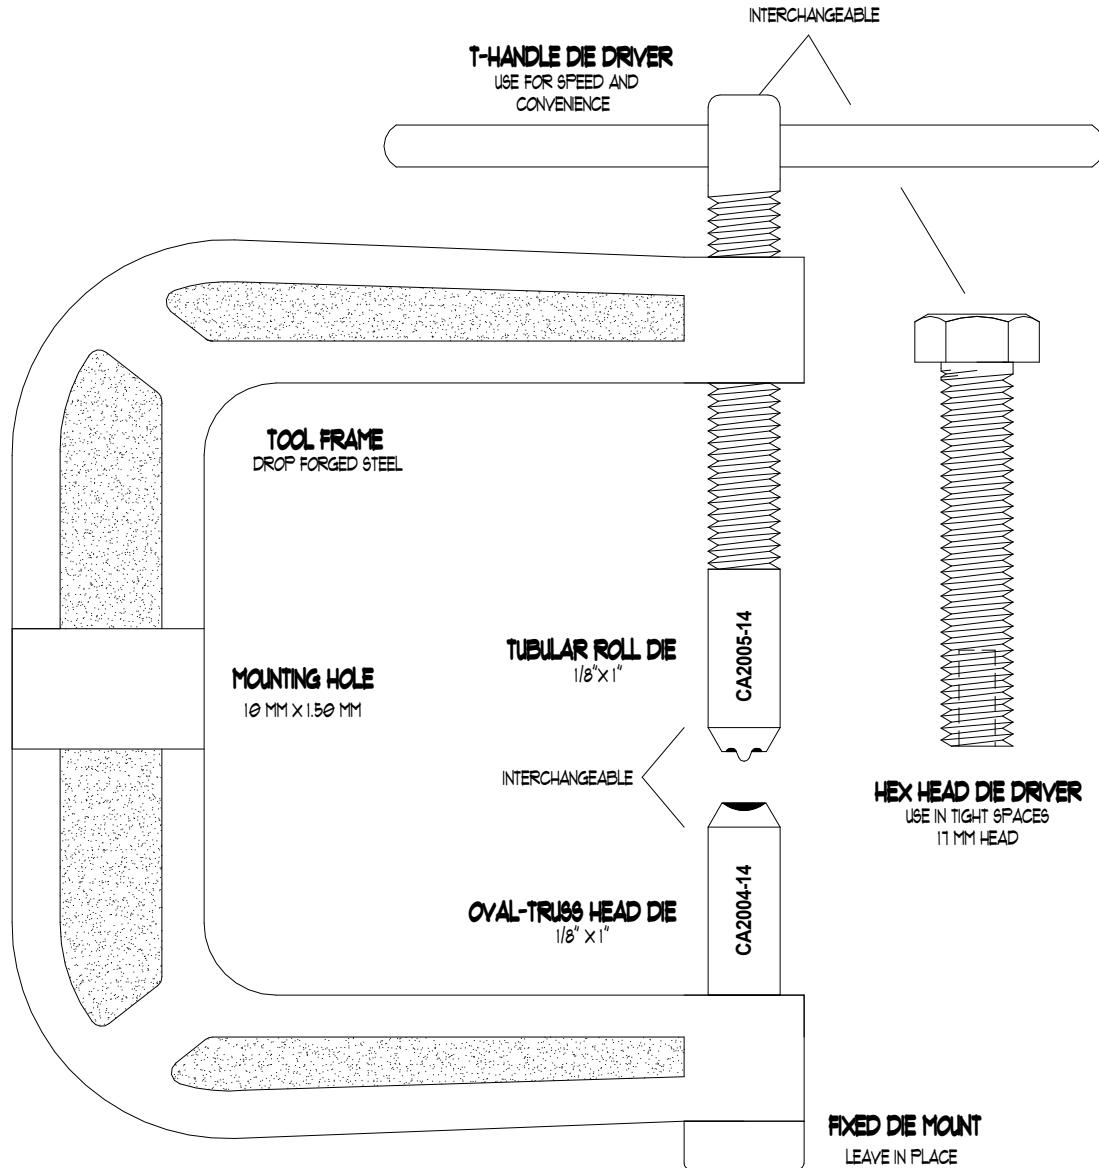 INTERCHANGEABLE
T-HANDLE DIE DRIVER
USE FOR SPEED AND
CONVENIENCE
TOOL FRAME
DROP FORGED STEEL
TUBULAR ROLL DIE
1/8"X1"
CA2005-14
MOUNTING HOLE
10 MM X 1.50 MM
INTERCHANGEABLE
HEX HEAD DIE DRIVER
USE IN TIGHT SPACES
17 MM HEAD
OVAL-TRUSS HEAD DIE
1/8" X 1"
CA2004-14
FIXED DIE MOUNT
LEAVE IN PLACE